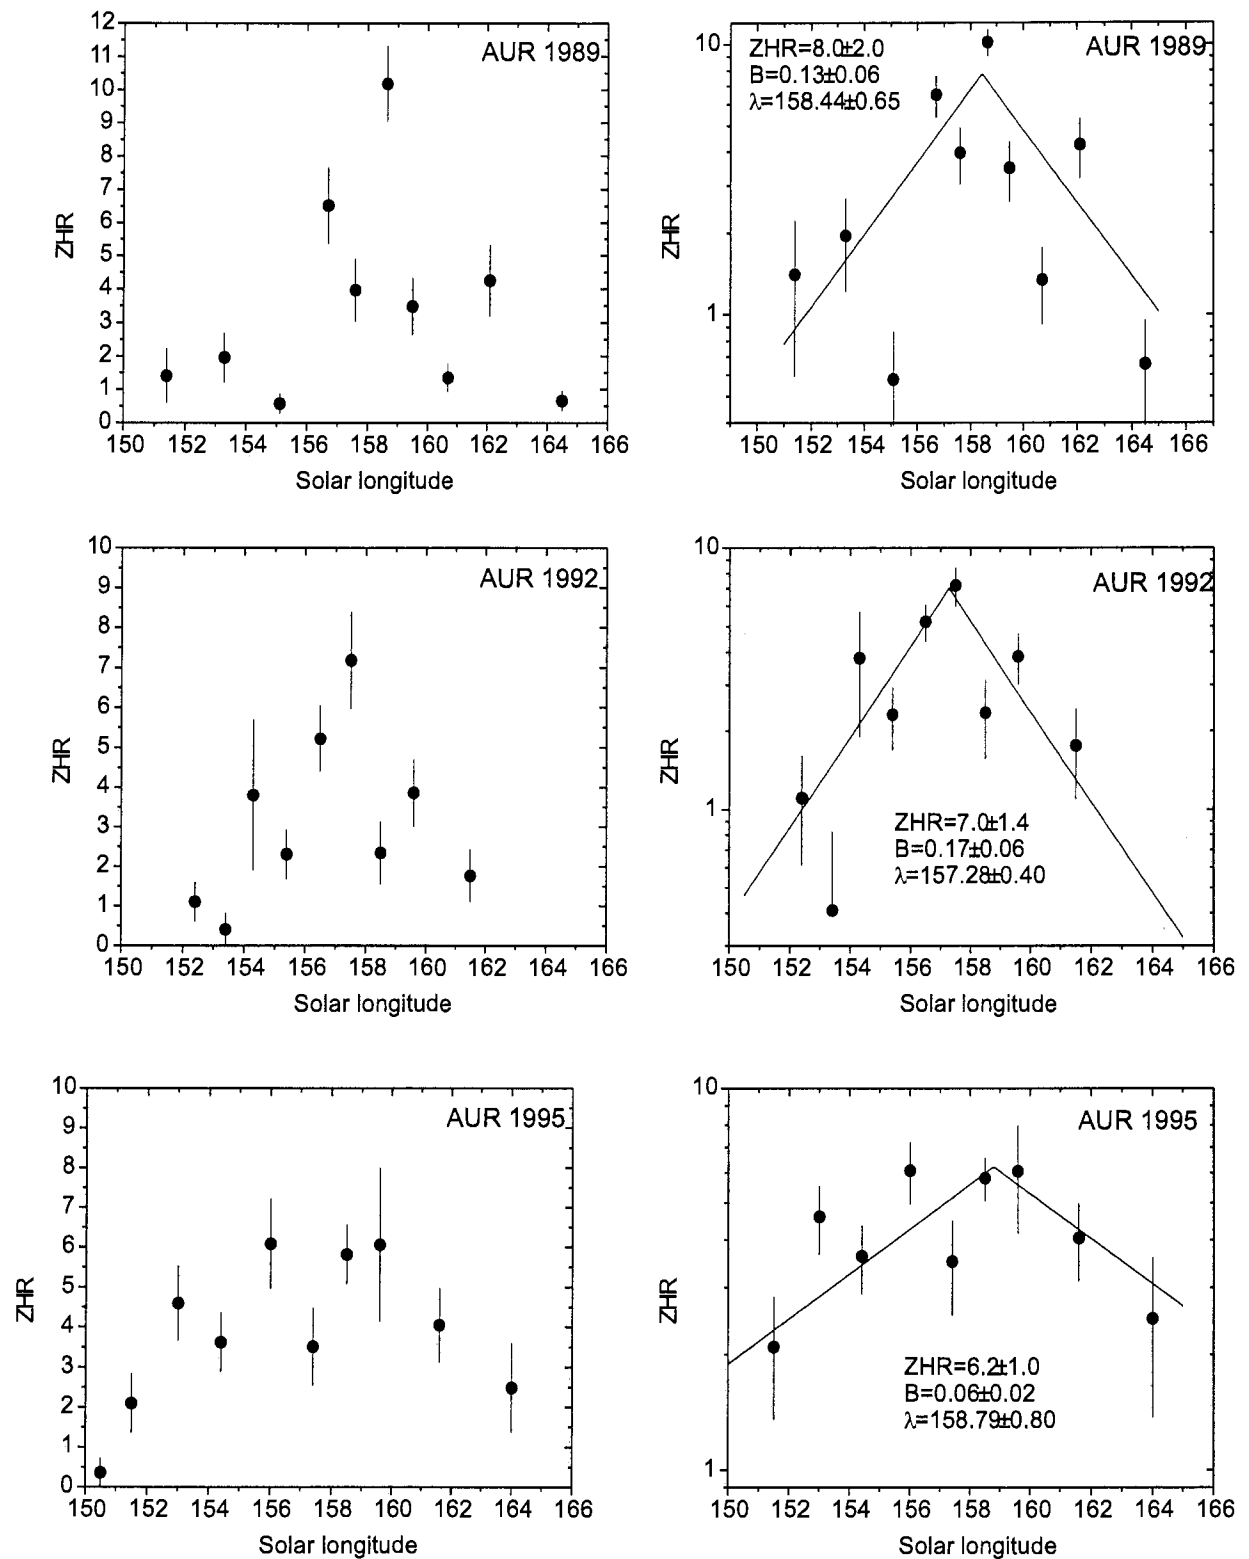 AUR 1989
12
11
10
9
8
7
6
5
4
3
2
1
0
ZHR
150 152 154 156 158 160 162 164 166
Solar longitude
AUR 1989
ZHR=8.0±2.0
B=0.13±0.06
λ=158.44±0.65
10
1
ZHR
150 152 154 156 158 160 162 164 166
Solar longitude
AUR 1992
10
9
8
7
6
5
4
3
2
1
0
ZHR
150 152 154 156 158 160 162 164 166
Solar longitude
AUR 1992
10
1
ZHR
ZHR=7.0±1.4
B=0.17±0.06
λ=157.28±0.40
150 152 154 156 158 160 162 164 166
Solar longitude
AUR 1995
10
9
8
7
6
5
4
3
2
1
0
ZHR
150 152 154 156 158 160 162 164 166
Solar longitude
AUR 1995
10
1
ZHR
ZHR=6.2±1.0
B=0.06±0.02
λ=158.79±0.80
150 152 154 156 158 160 162 164 166
Solar longitude